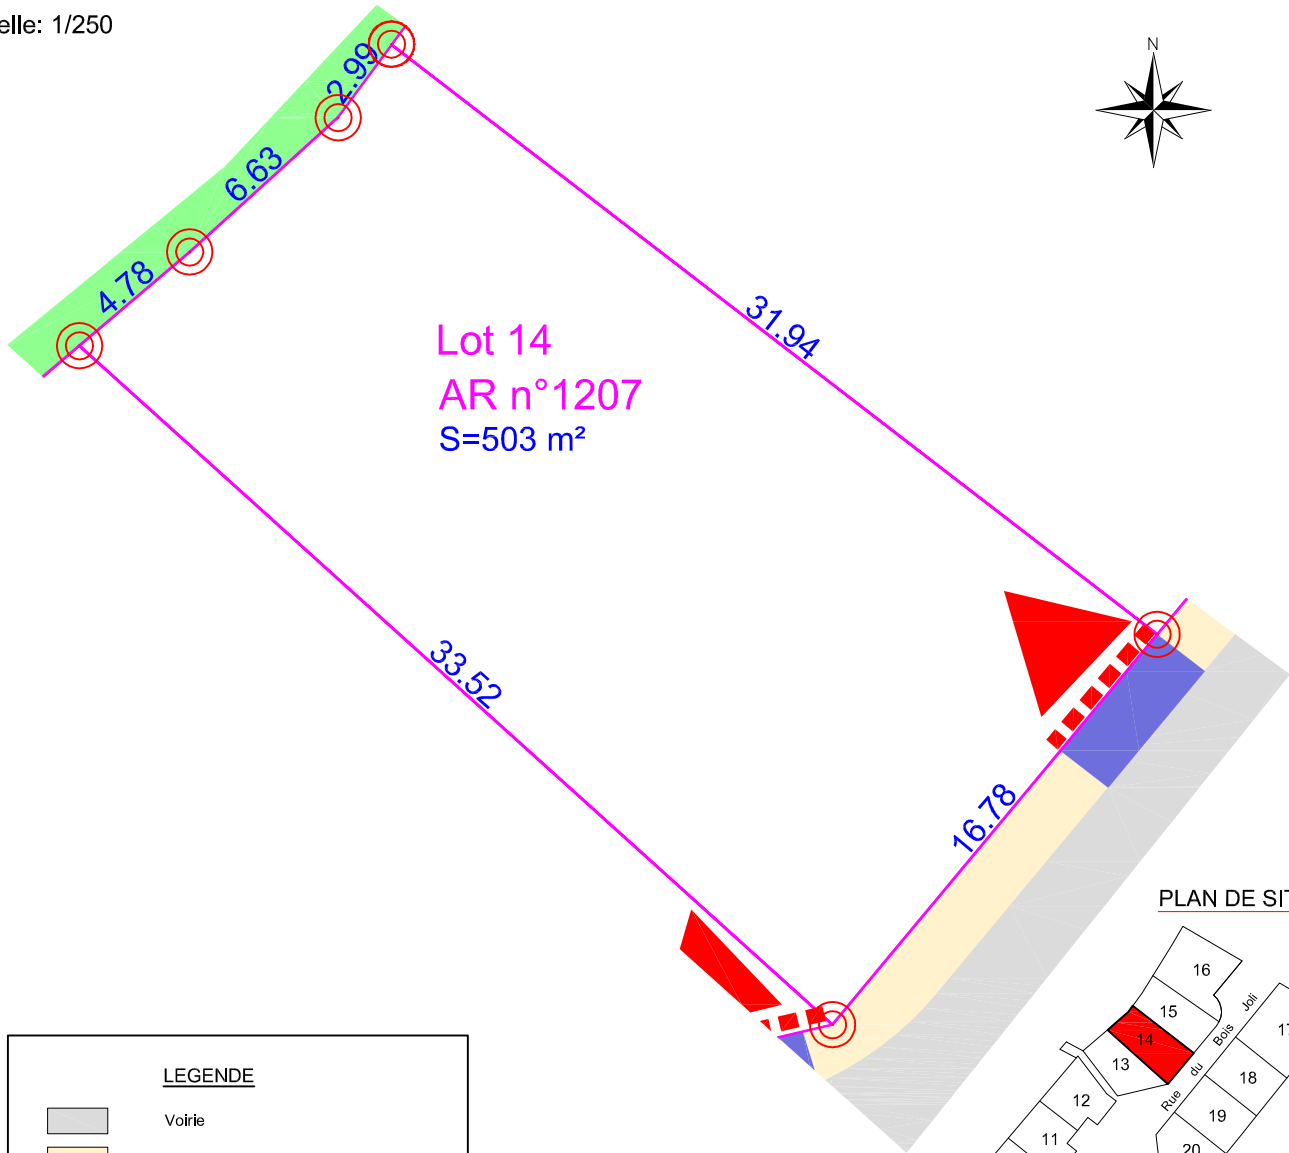 elle: 1/250
N
2.99
6.63
4.78
31.94
Lot 14
AR n°1207
S=503 m²
33.52
16.78
PLAN DE SIT
16
15
14
13
12
11
17
18
19
20
Rue du Bois Joli
LEGENDE
Voirie